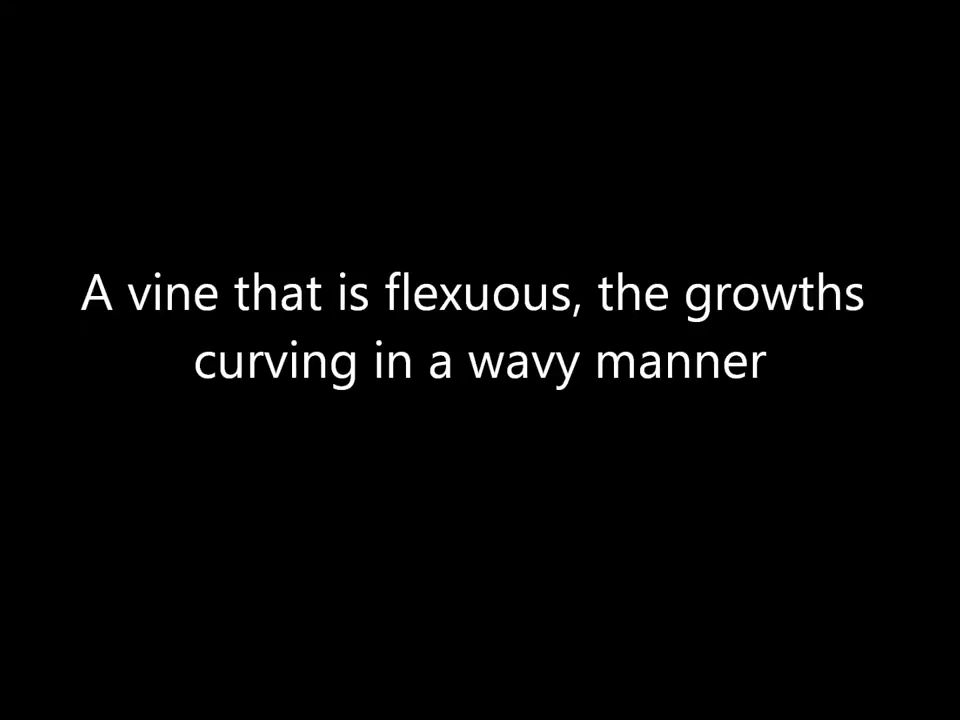 A vine that is flexuous, the growths
curving in a wavy manner